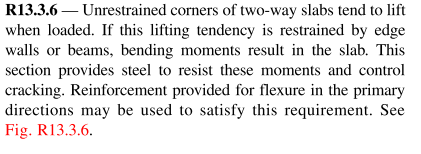 R13.3.6 — Unrestrained corners of two-way slabs tend to lift
when loaded. If this lifting tendency is restrained by edge
walls or beams, bending moments result in the slab. This
section provides steel to resist these moments and control
cracking. Reinforcement provided for flexure in the primary
directions may be used to satisfy this requirement. See
Fig. R13.3.6.